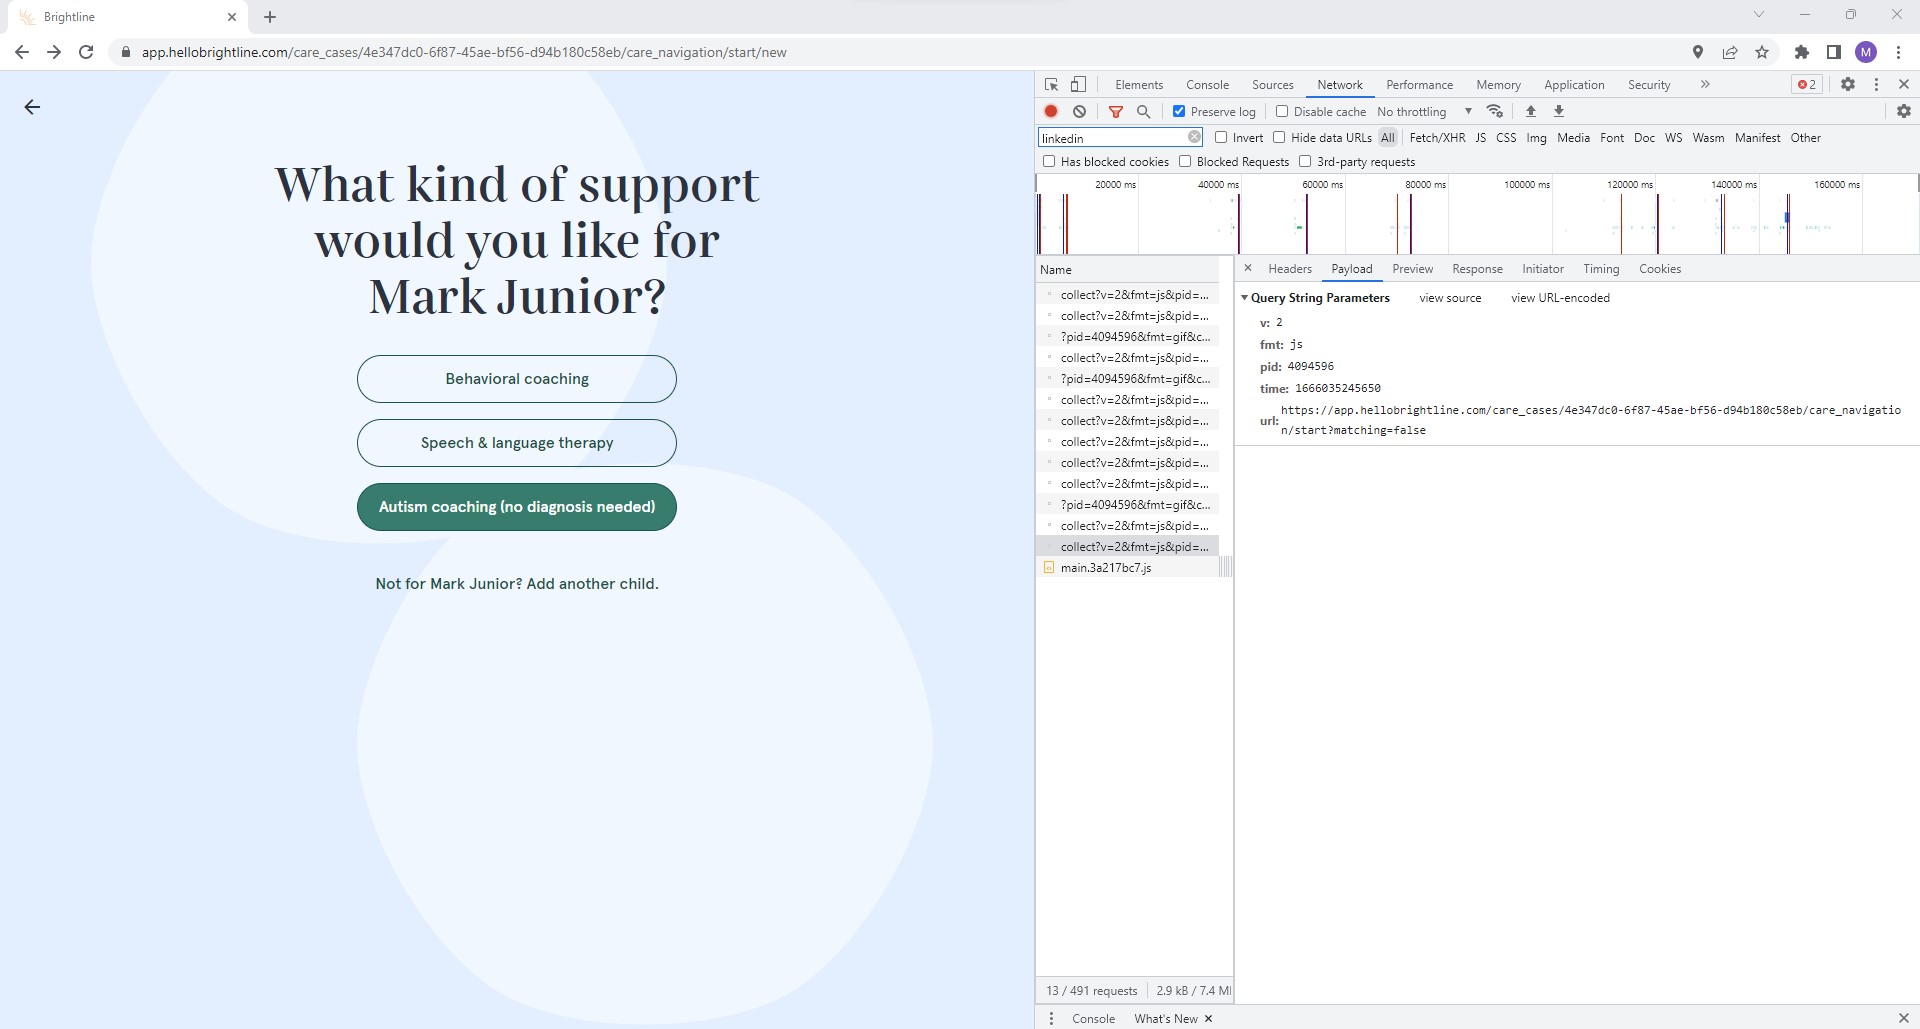 Brightline
app.hellobrightline.com/care_cases/4e347dc0-6f87-45ae-bf56-d94b180c58eb/care_navigation/start/new
M
What kind of support
would you like for
Mark Junior?
Behavioral coaching
Speech & language therapy
Autism coaching (no diagnosis needed)
Not for Mark Junior? Add another child.
Elements Console Sources Network Performance Memory Application Security 2
Preserve log Disable cache No throttling
linkedin Invert Hide data URLs All Fetch/XHR JS CSS Img Media Font Doc WS Wasm Manifest Other
Has blocked cookies Blocked Requests 3rd-party requests
20000 ms 40000 ms 60000 ms 80000 ms 100000 ms 120000 ms 140000 ms 160000 ms
Name
collect?v=2&fmt=js&pid=...
collect?v=2&fmt=js&pid=...
?pid=4094596&fmt=gif&c...
collect?v=2&fmt=js&pid=...
?pid=4094596&fmt=gif&c...
collect?v=2&fmt=js&pid=...
collect?v=2&fmt=js&pid=...
collect?v=2&fmt=js&pid=...
collect?v=2&fmt=js&pid=...
collect?v=2&fmt=js&pid=...
?pid=4094596&fmt=gif&c...
collect?v=2&fmt=js&pid=...
collect?v=2&fmt=js&pid=...
main.3a217bc7.js
Headers Payload Preview Response Initiator Timing Cookies
Query String Parameters view source view URL-encoded
v: 2
fmt: js
pid: 4094596
time: 1666035245650
url: https://app.hellobrightline.com/care_cases/4e347dc0-6f87-45ae-bf56-d94b180c58eb/care_navigatio
n/start?matching=false
13 / 491 requests 2.9 kB / 7.4 M
Console What's New